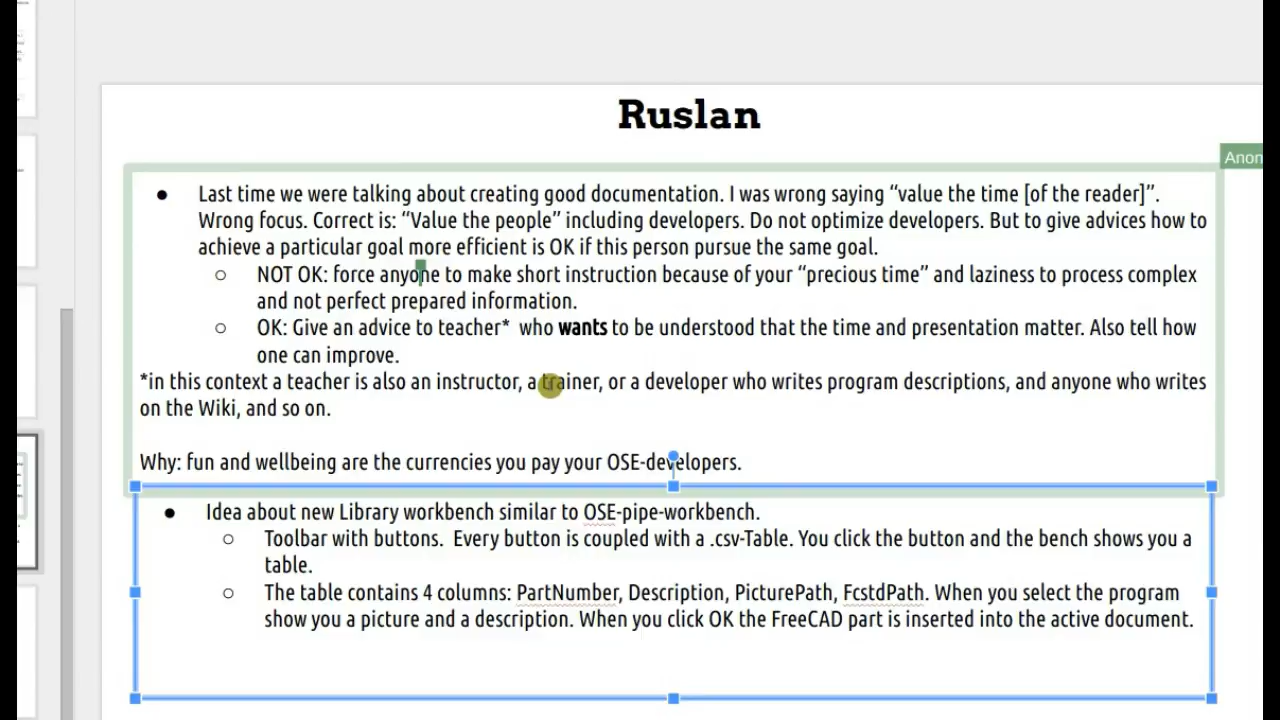 Ruslan
Anon
● Last time we were talking about creating good documentation. I was wrong saying “value the time [of the reader]”.
Wrong focus. Correct is: “Value the people” including developers. Do not optimize developers. But to give advices how to
achieve a particular goal more efficient is OK if this person pursue the same goal.
○ NOT OK: force anyone to make short instruction because of your “precious time” and laziness to process complex
and not perfect prepared information.
○ OK: Give an advice to teacher* who wants to be understood that the time and presentation matter. Also tell how
one can improve.
*in this context a teacher is also an instructor, a trainer, or a developer who writes program descriptions, and anyone who writes
on the Wiki, and so on.
Why: fun and wellbeing are the currencies you pay your OSE-developers.
● Idea about new Library workbench similar to OSE-pipe-workbench.
○ Toolbar with buttons. Every button is coupled with a .csv-Table. You click the button and the bench shows you a
table.
○ The table contains 4 columns: PartNumber, Description, PicturePath, FcstdPath. When you select the program
show you a picture and a description. When you click OK the FreeCAD part is inserted into the active document.